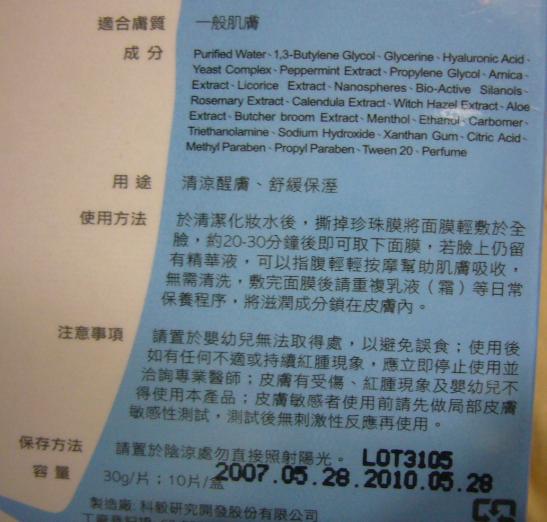 適合膚質 一般肌膚
成分 Purified Water、1,3-Butylene Glycol、Glycerine、Hyaluronic Acid、
Yeast Complex、Peppermint Extract、Propylene Glycol、Arnica
Extract、Licorice Extract、Nanospheres、Bio-Active Silanols、
Rosemary Extract、Calendula Extract、Witch Hazel Extract、Aloe
Extract、Butcher broom Extract、Menthol、Ethanol、Carbomer、
Triethanolamine、Sodium Hydroxide、Xanthan Gum、Citric Acid、
Methyl Paraben、Propyl Paraben、Tween 20、Perfume
用途 清涼醒膚、舒緩保溼
使用方法 於清潔化妝水後，撕掉珍珠膜將面膜輕敷於全
臉，約20-30分鐘後即可取下面膜，若臉上仍留
有精華液，可以指腹輕輕按摩幫助肌膚吸收，
無需清洗，敷完面膜後請重複乳液（霜）等日常
保養程序，將滋潤成分鎖在皮膚內。
注意事項 請置於嬰幼兒無法取得處，以避免誤食；使用後
如有任何不適或持續紅腫現象，應立即停止使用並
洽詢專業醫師；皮膚有受傷、紅腫現象及嬰幼兒不
得使用本產品；皮膚敏感者使用前請先做局部皮膚
敏感性測試，測試後無刺激性反應再使用。
保存方法 請置於陰涼處勿直接照射陽光。 LOT3105
容量 30g/片；10片/盒 2007.05.28.2010.05.28
製造廠: 科毅研究開發股份有限公司